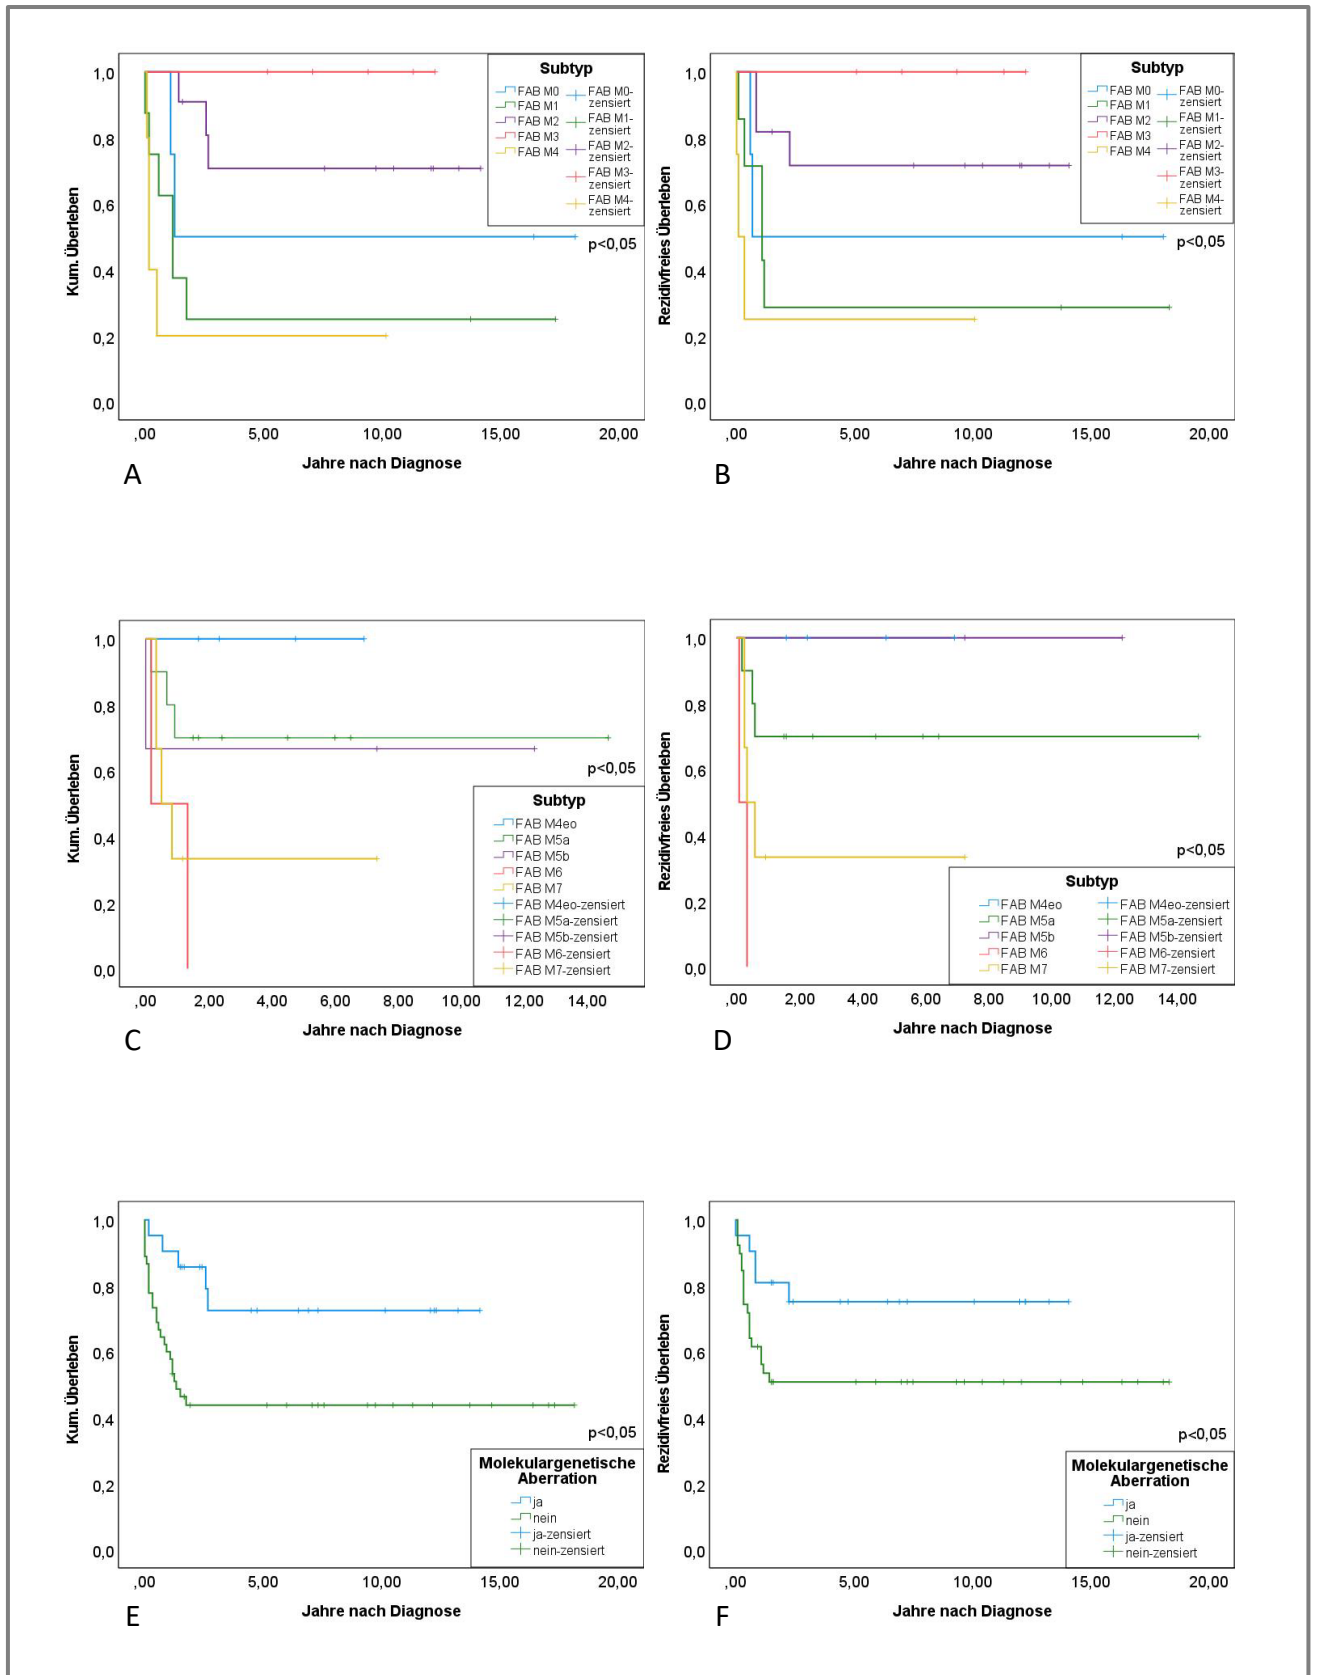 1,0
0,8
0,6
0,4
0,2
0,0
Kum. Überleben
Subtyp
FAB M0
FAB M1
FAB M2
FAB M3
FAB M4
FAB M0-
zensiert
FAB M1-
zensiert
FAB M2-
zensiert
FAB M3-
zensiert
FAB M4-
zensiert
p<0,05
,00 5,00 10,00 15,00 20,00
Jahre nach Diagnose
A
1,0
0,8
0,6
0,4
0,2
0,0
Rezidivfreies Überleben
Subtyp
FAB M0
FAB M1
FAB M2
FAB M3
FAB M4
FAB M0-
zensiert
FAB M1-
zensiert
FAB M2-
zensiert
FAB M3-
zensiert
FAB M4-
zensiert
p<0,05
,00 5,00 10,00 15,00 20,00
Jahre nach Diagnose
B
1,0
0,8
0,6
0,4
0,2
0,0
Kum. Überleben
p<0,05
Subtyp
FAB M4eo
FAB M5a
FAB M5b
FAB M6
FAB M7
FAB M4eo-zensiert
FAB M5a-zensiert
FAB M5b-zensiert
FAB M6-zensiert
FAB M7-zensiert
,00 2,00 4,00 6,00 8,00 10,00 12,00 14,00
Jahre nach Diagnose
C
1,0
0,8
0,6
0,4
0,2
0,0
Rezidivfreies Überleben
p<0,05
Subtyp
FAB M4eo
FAB M5a
FAB M5b
FAB M6
FAB M7
FAB M4eo-zensiert
FAB M5a-zensiert
FAB M5b-zensiert
FAB M6-zensiert
FAB M7-zensiert
,00 2,00 4,00 6,00 8,00 10,00 12,00 14,00
Jahre nach Diagnose
D
1,0
0,8
0,6
0,4
0,2
0,0
Kum. Überleben
p<0,05
Molekulargenetische
Aberration
ja
nein
ja-zensiert
nein-zensiert
,00 5,00 10,00 15,00 20,00
Jahre nach Diagnose
E
1,0
0,8
0,6
0,4
0,2
0,0
Rezidivfreies Überleben
p<0,05
Molekulargenetische
Aberration
ja
nein
ja-zensiert
nein-zensiert
,00 5,00 10,00 15,00 20,00
Jahre nach Diagnose
F